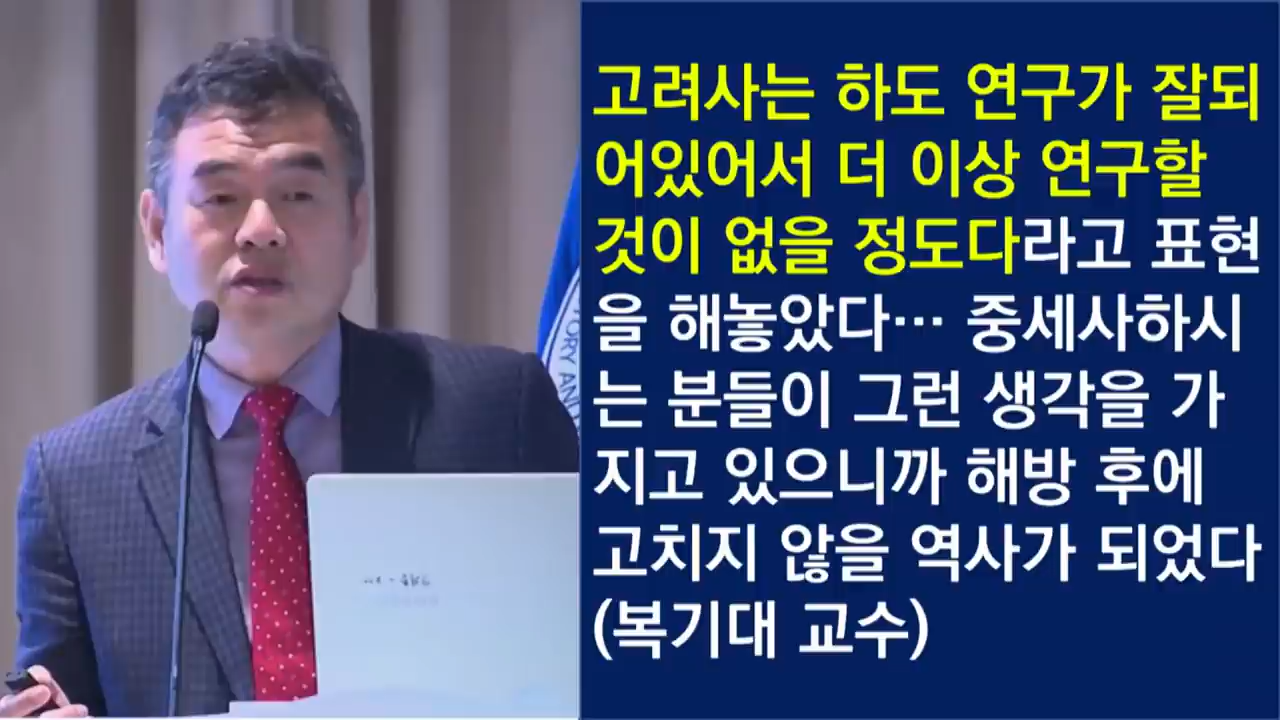 고려사는 하도 연구가 잘되
어있어서 더 이상 연구할
것이 없을 정도다라고 표현
을 해놓았다… 중세사하시
는 분들이 그런 생각을 가
지고 있으니까 해방 후에
고치지 않을 역사가 되었다
(복기대 교수)
TORY AND